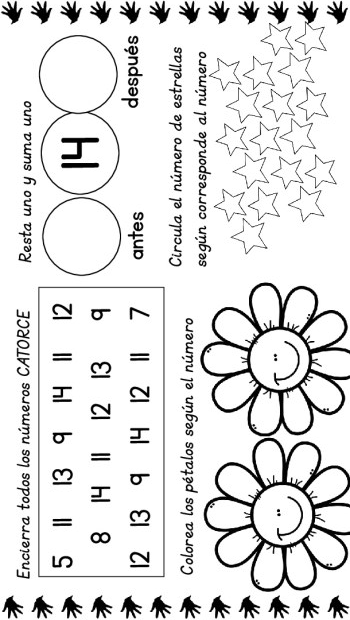 Encierra todos los números CATORCE
5 11 13 9 14 11 12
8 14 11 12 13 9
12 13 9 14 12 11 7
Resta uno y suma uno
14
antes después
Colorea los pétalos según el número
Circula el número de estrellas
según corresponde al número